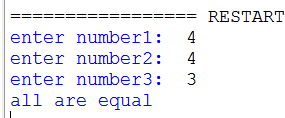 ================= RESTART
enter number1:  4
enter number2:  4
enter number3:  3
all are equal